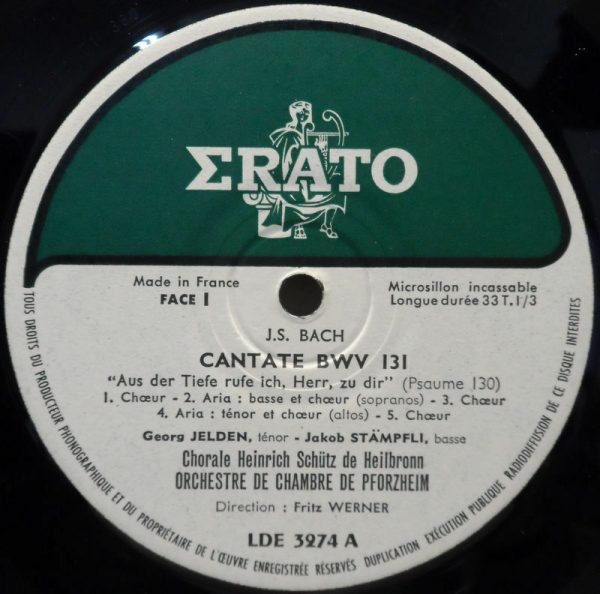 ΣRATO
Made in France
FACE 1
Microsillon incassable
Longue durée 33 T. 1/3
J.S. BACH
CANTATE BWV 131
"Aus der Tiefe rufe ich, Herr, zu dir" (Psaume 130)
1. Chœur - 2. Aria : basse et chœur (sopranos) - 3. Chœur
4. Aria : ténor et chœur (altos) - 5. Chœur
Georg JELDEN, ténor - Jakob STÄMPFLI, basse
Chorale Heinrich Schütz de Heilbronn
ORCHESTRE DE CHAMBRE DE PFORZHEIM
Direction : Fritz WERNER
LDE 3274 A
TOUS DROITS DU PRODUCTEUR PHONOGRAPHIQUE ET DU PROPRIÉTAIRE DE L'ŒUVRE ENREGISTRÉE RÉSERVÉS DUPLICATION EXÉCUTION PUBLIQUE RADIODIFFUSION DE CE DISQUE INTERDITES